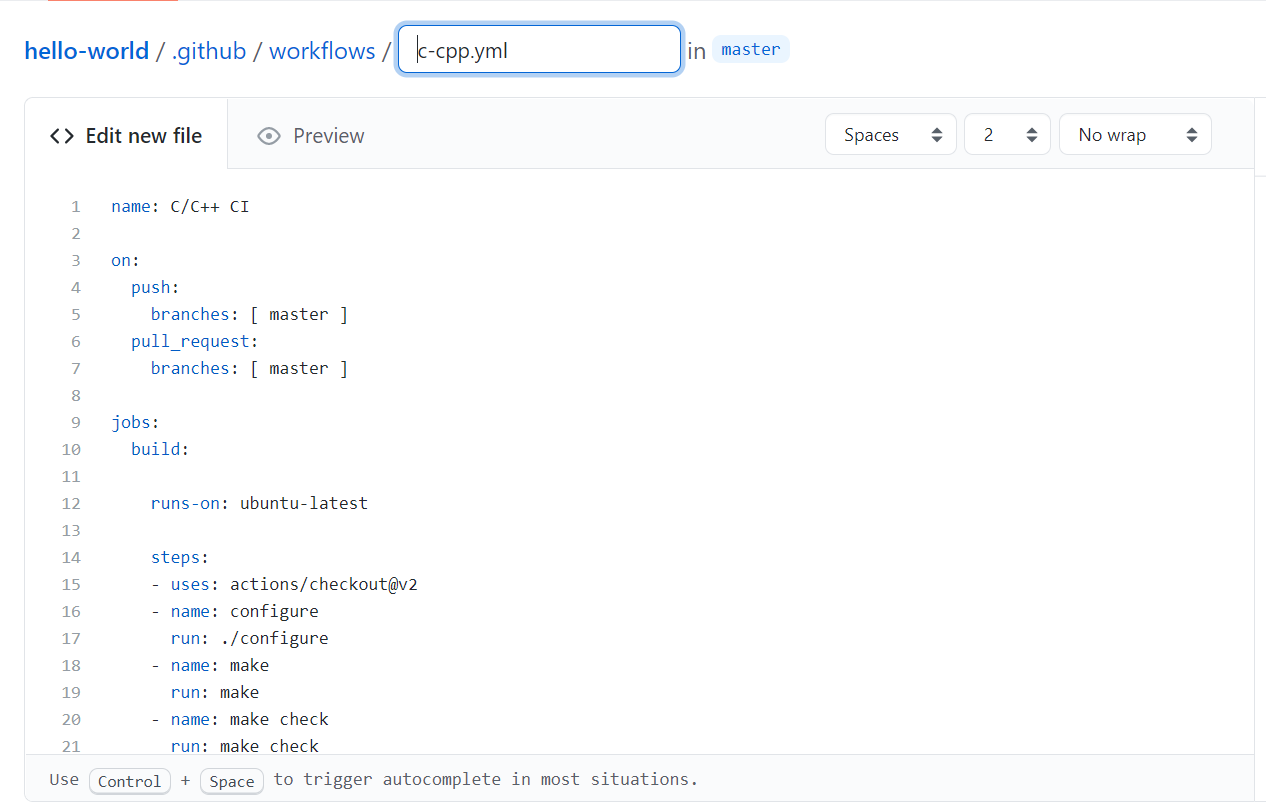 hello-world / .github / workflows / c-cpp.yml in master
Edit new file Preview Spaces 2 No wrap
1 name: C/C++ CI
2
3 on:
4 push:
5 branches: [ master ]
6 pull_request:
7 branches: [ master ]
8
9 jobs:
10 build:
11
12 runs-on: ubuntu-latest
13
14 steps:
15 - uses: actions/checkout@v2
16 - name: configure
17 run: ./configure
18 - name: make
19 run: make
20 - name: make check
21 run: make check
Use Control + Space to trigger autocomplete in most situations.